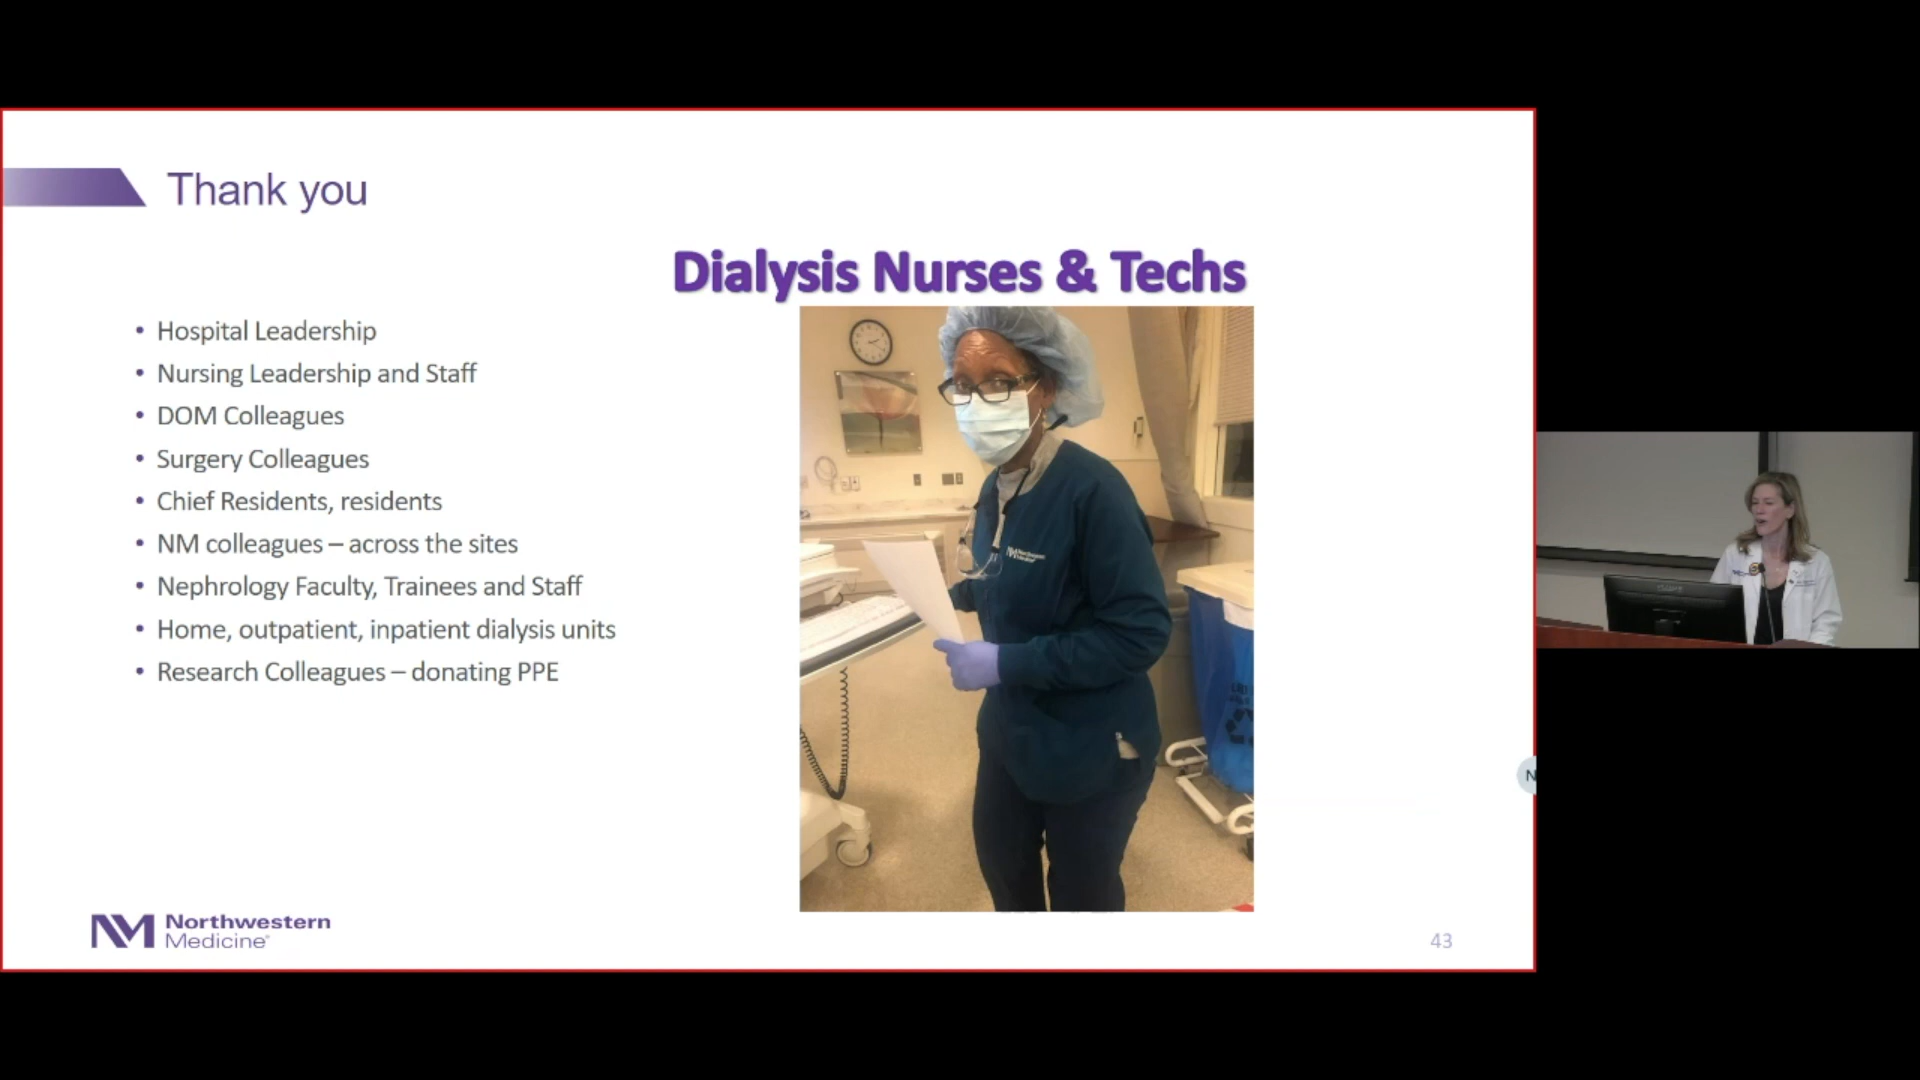 Thank you
Dialysis Nurses & Techs
• Hospital Leadership
• Nursing Leadership and Staff
• DOM Colleagues
• Surgery Colleagues
• Chief Residents, residents
• NM colleagues – across the sites
• Nephrology Faculty, Trainees and Staff
• Home, outpatient, inpatient dialysis units
• Research Colleagues – donating PPE
Northwestern
Medicine
Northwestern
Medicine
43
N